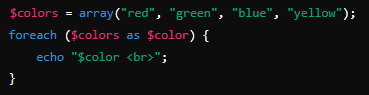 $colors = array("red", "green", "blue", "yellow");
foreach ($colors as $color) {
    echo "$color <br>";
}